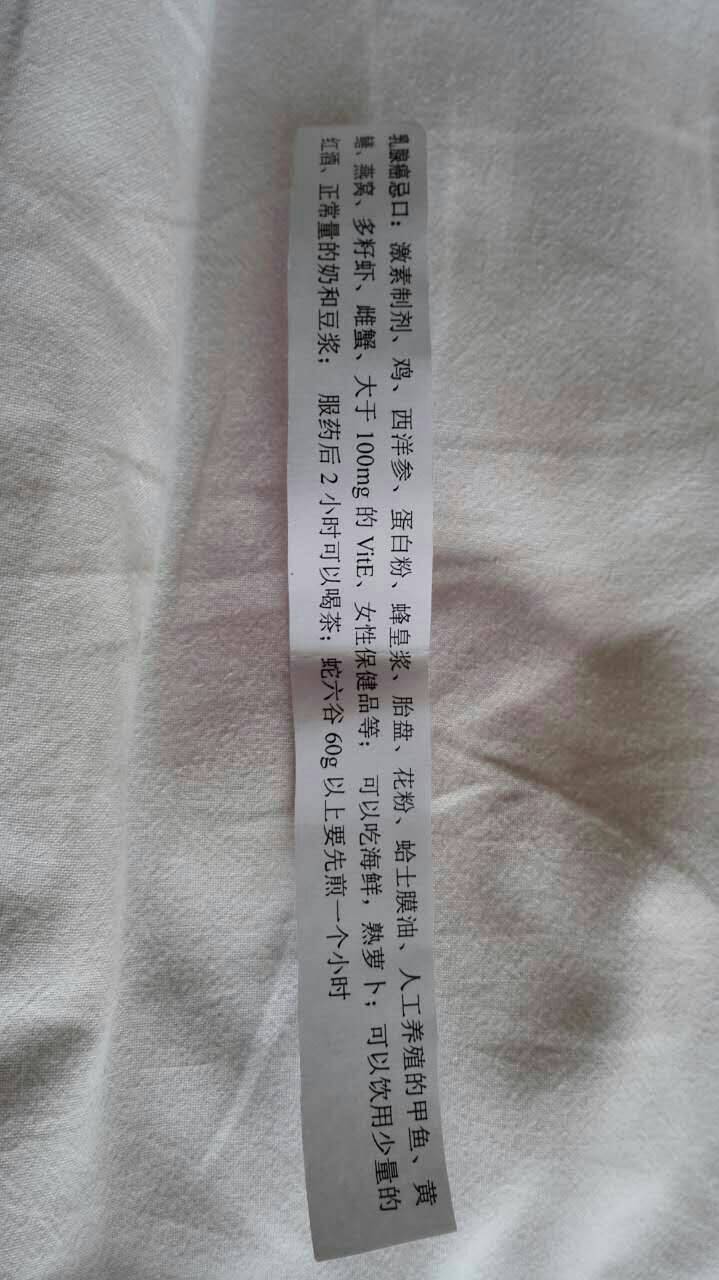 乳腺癌忌口：激素制剂、鸡、西洋参、蛋白粉、蜂皇浆、胎盘、花粉、蛤士膜油、人工养殖的甲鱼、黄
鳝、燕窝、多籽虾、雌蟹、大于 100mg 的 VitE、女性保健品等；可以吃海鲜，熟萝卜；可以饮用少量的
红酒、正常量的奶和豆浆； 服药后 2 小时可以喝茶；蛇六谷 60g 以上要先煎一个小时